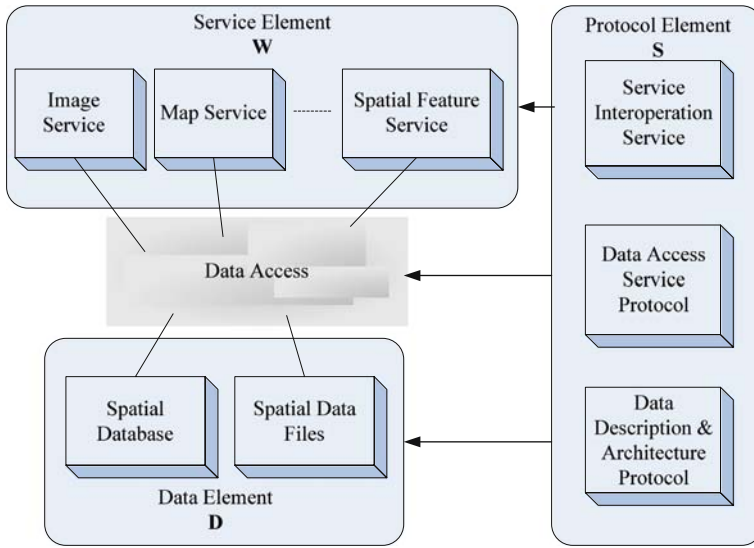 Service Element
W
Image
Service
Map Service
Spatial Feature
Service
Data Access
Spatial
Database
Spatial Data
Files
Data Element
D
Protocol Element
S
Service
Interoperation
Service
Data Access
Service
Protocol
Data
Description &
Architecture
Protocol